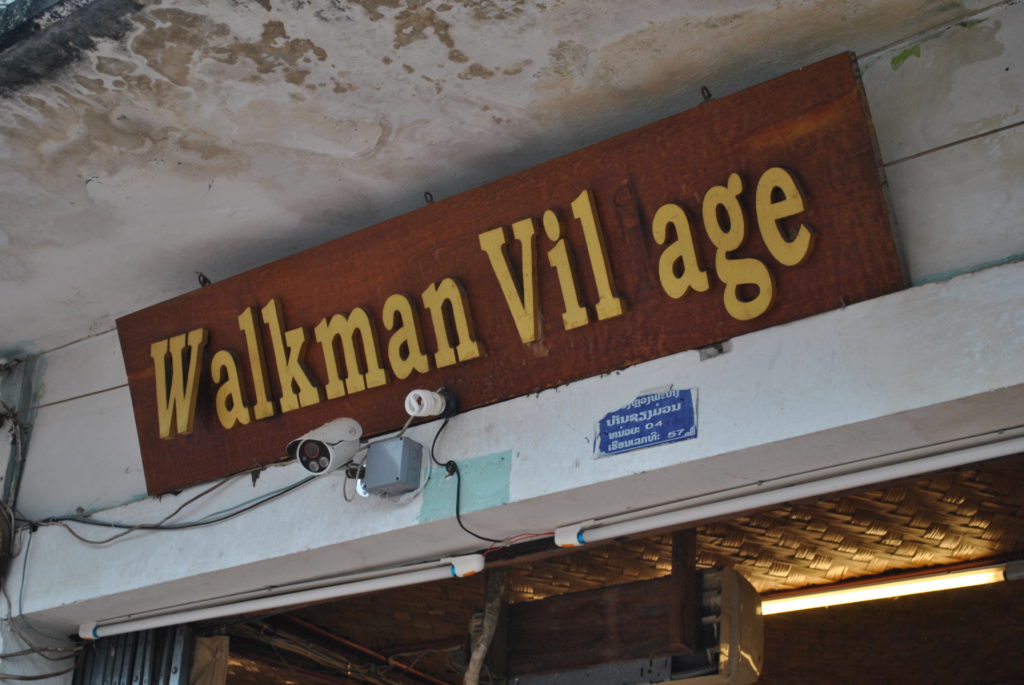 Walkman Vil age
ບ້ານຊຽງມ່ວນ
ໜ່ວຍ: 04
ເຮືອນເລກທີ: 57